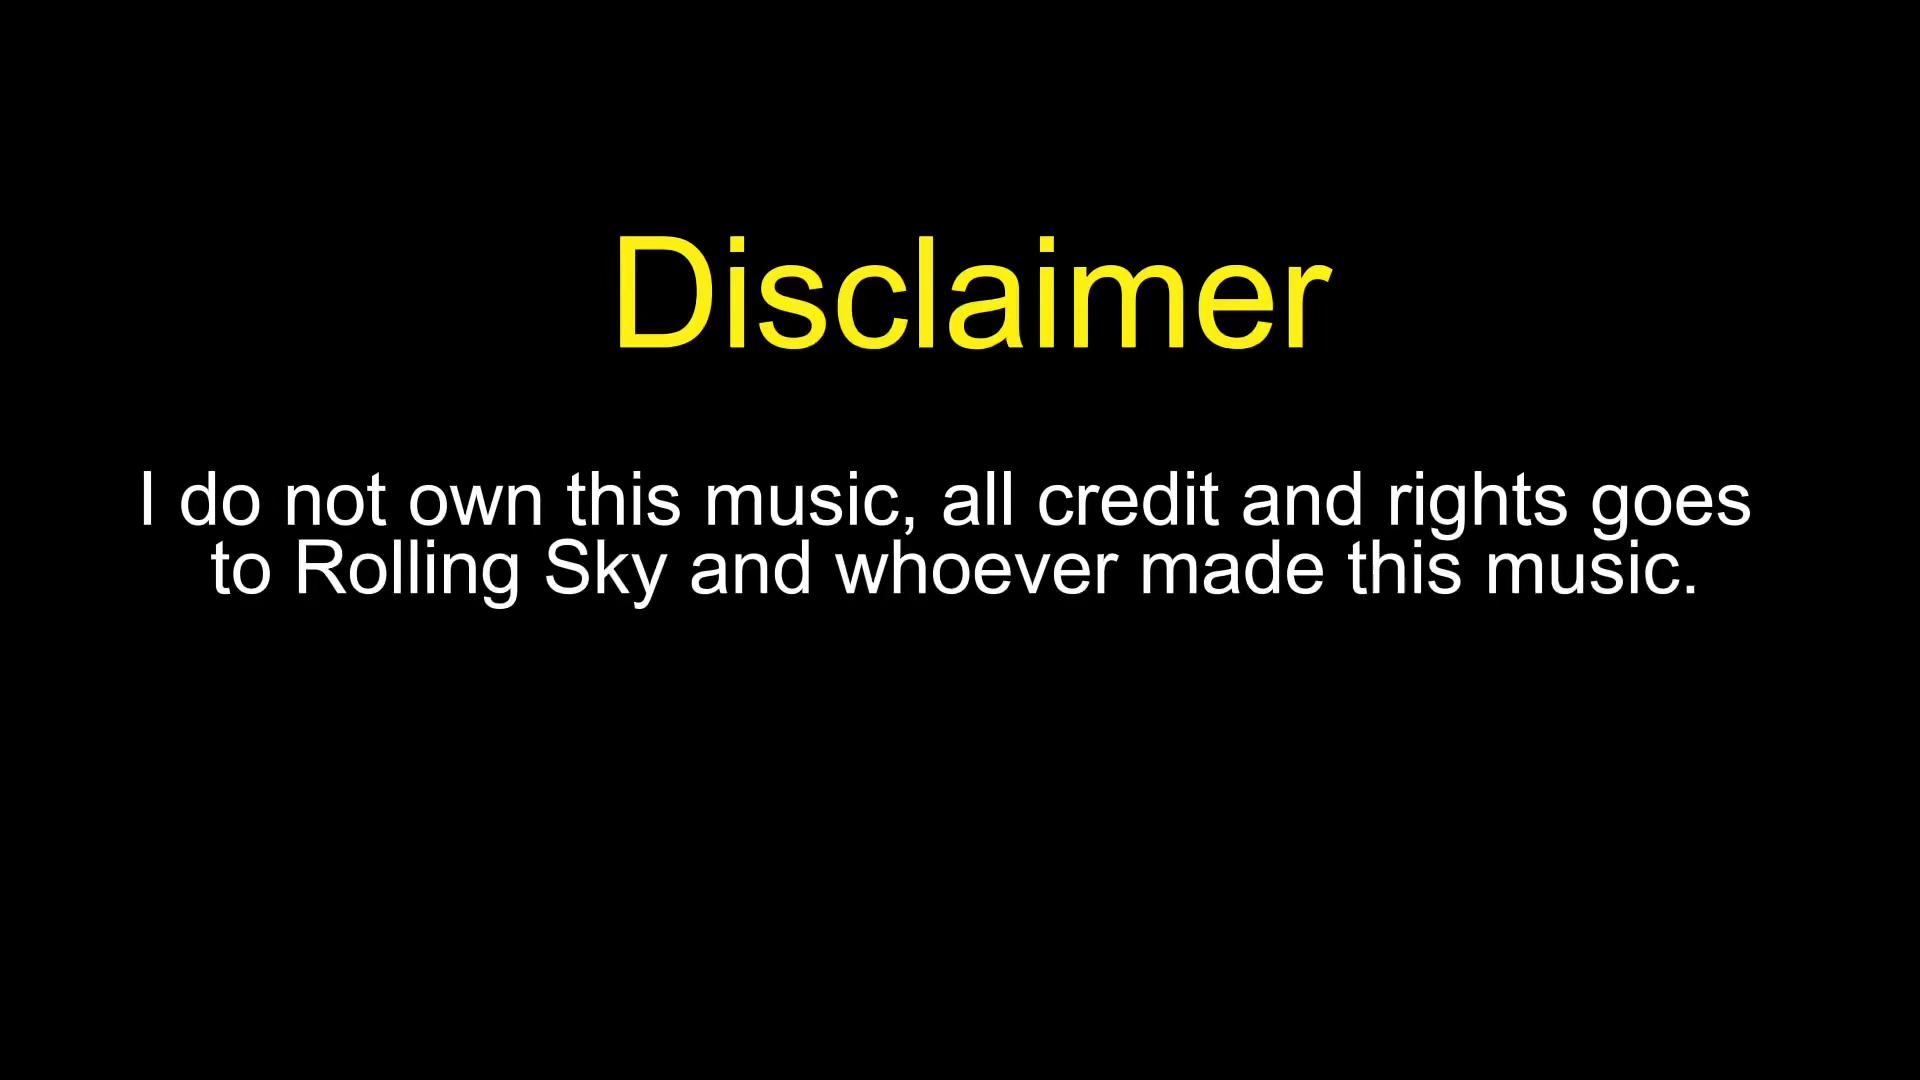 Disclaimer
I do not own this music, all credit and rights goes
to Rolling Sky and whoever made this music.